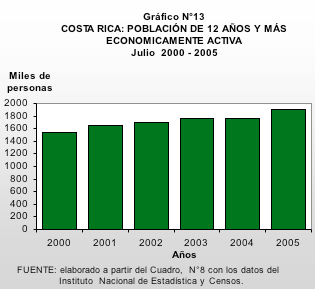 Gráfico N°13
COSTA RICA: POBLACIÓN DE 12 AÑOS Y MÁS
ECONOMICAMENTE ACTIVA
Julio 2000 - 2005
Miles de
personas
2000
1800
1600
1400
1200
1000
800
600
400
200
0
2000 2001 2002 2003 2004 2005
Años
FUENTE: elaborado a partir del Cuadro, N°8 con los datos del
Instituto Nacional de Estadística y Censos.